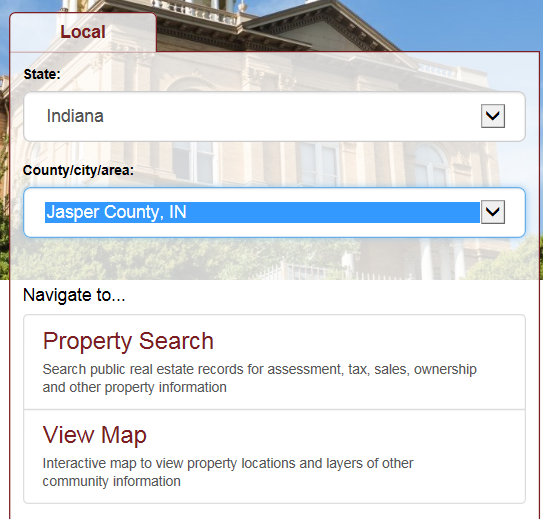 Local
State:
Indiana
County/city/area:
Jasper County, IN
Navigate to...
Property Search
Search public real estate records for assessment, tax, sales, ownership
and other property information
View Map
Interactive map to view property locations and layers of other
community information